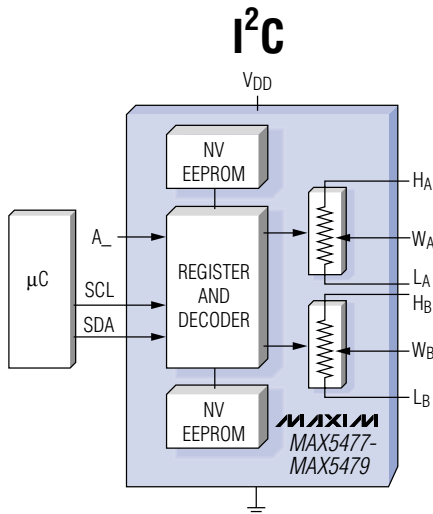 I²C
VDD
NV
EEPROM
HA
A_
WA
REGISTER
AND
DECODER
µC
SCL
LA
HB
SDA
WB
NV
EEPROM
LB
MAXIM
MAX5477-
MAX5479